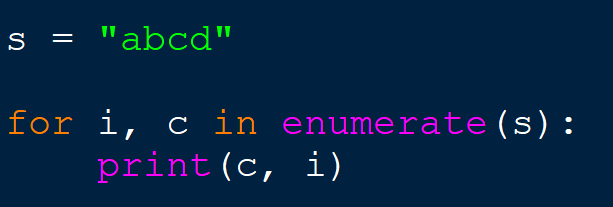 s = "abcd"
for i, c in enumerate(s):
    print(c, i)